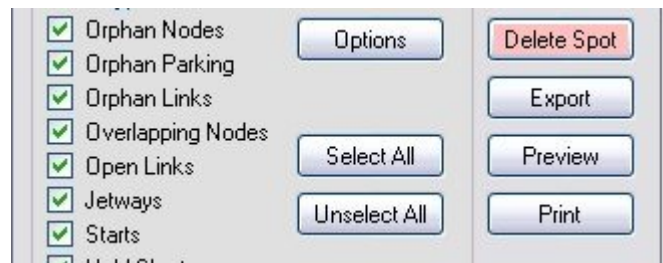 Orphan Nodes
Orphan Parking
Orphan Links
Overlapping Nodes
Open Links
Jetways
Starts
Options
Select All
Unselect All
Delete Spot
Export
Preview
Print